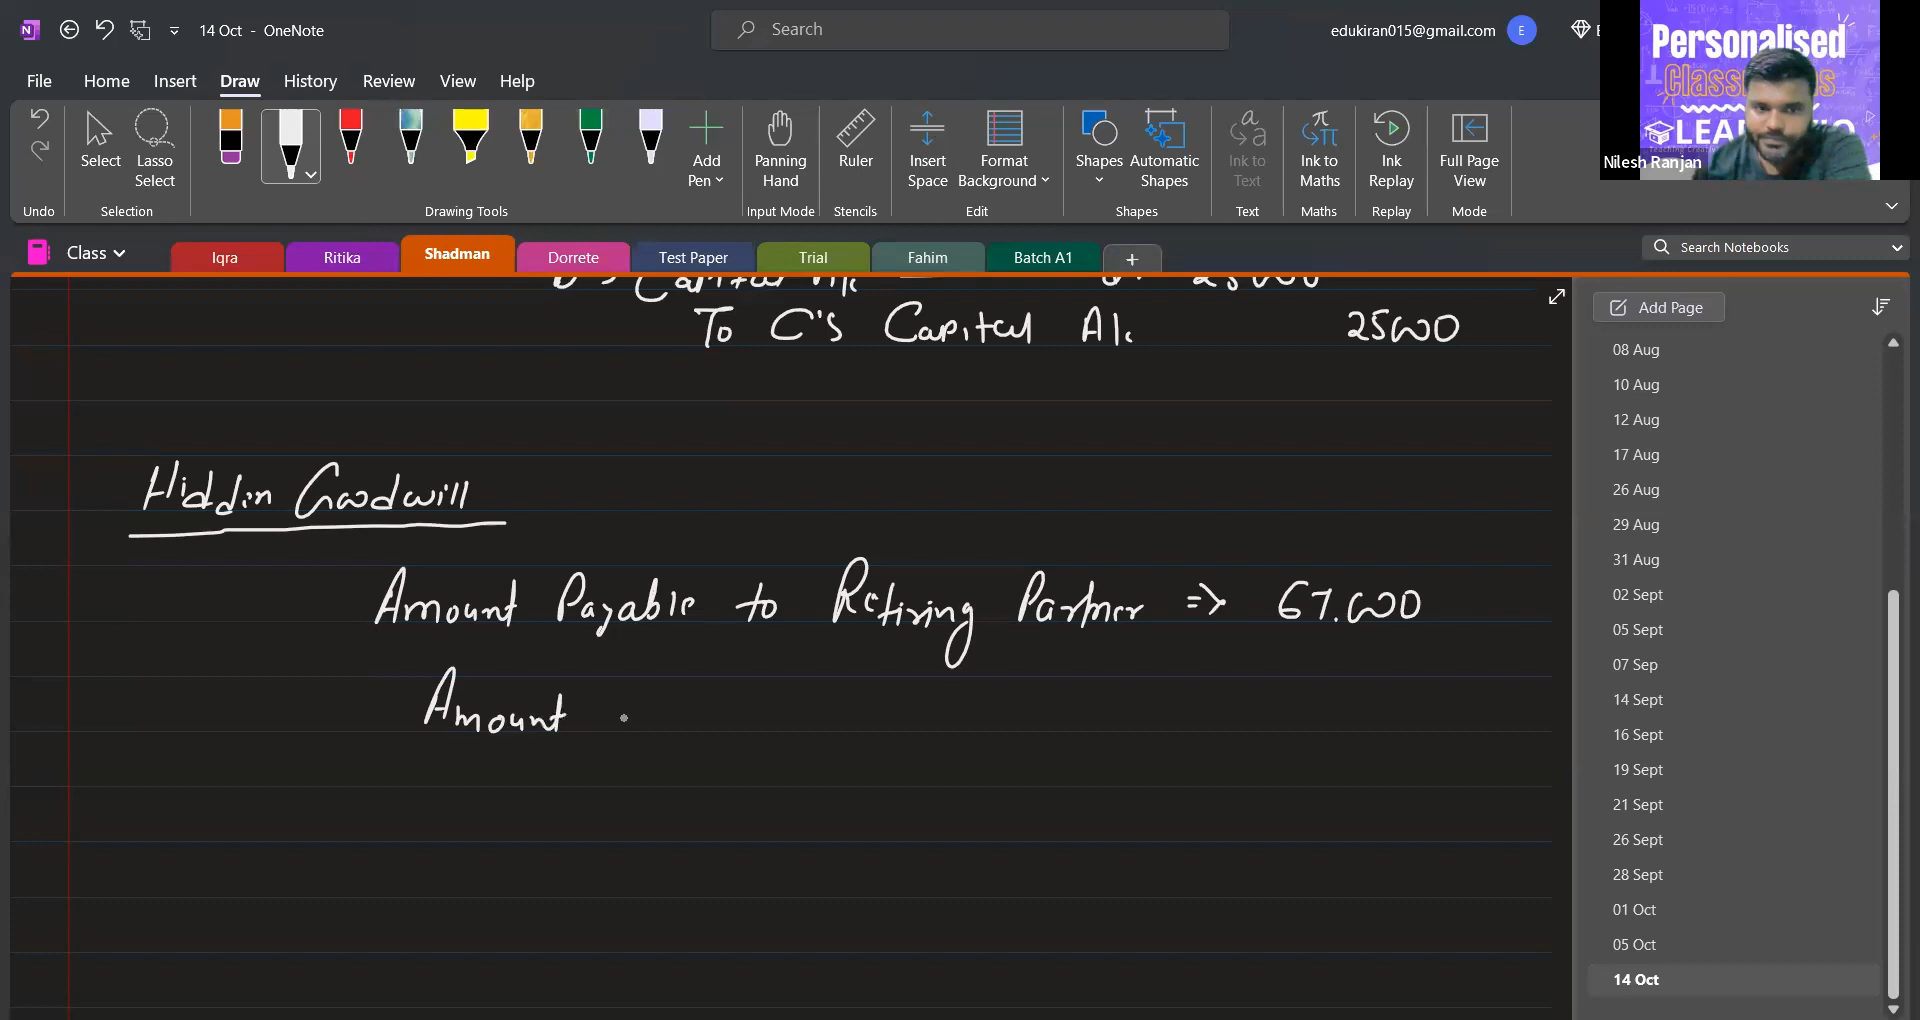 14 Oct - OneNote
Search
edukiran015@gmail.com
E
File Home Insert Draw History Review View Help
Undo
Select
Lasso Select
Selection
Drawing Tools
Add Pen
Panning Hand
Input Mode
Ruler
Stencils
Insert Space
Format Background
Edit
Shapes
Automatic Shapes
Shapes
Ink to Text
Text
Ink to Maths
Maths
Ink Replay
Replay
Full Page View
Mode
Personalised
Nilesh Ranjan
Class
Iqra Ritika Shadman Dorrete Test Paper Trial Fahim Batch A1 +
Search Notebooks
Capital A/c 25000
To C's Capital A/c 25000
Hidden Goodwill
Amount Payable to Retiring Partner => 67.000
Amount
Add Page
08 Aug
10 Aug
12 Aug
17 Aug
26 Aug
29 Aug
31 Aug
02 Sept
05 Sept
07 Sep
14 Sept
16 Sept
19 Sept
21 Sept
26 Sept
28 Sept
01 Oct
05 Oct
14 Oct